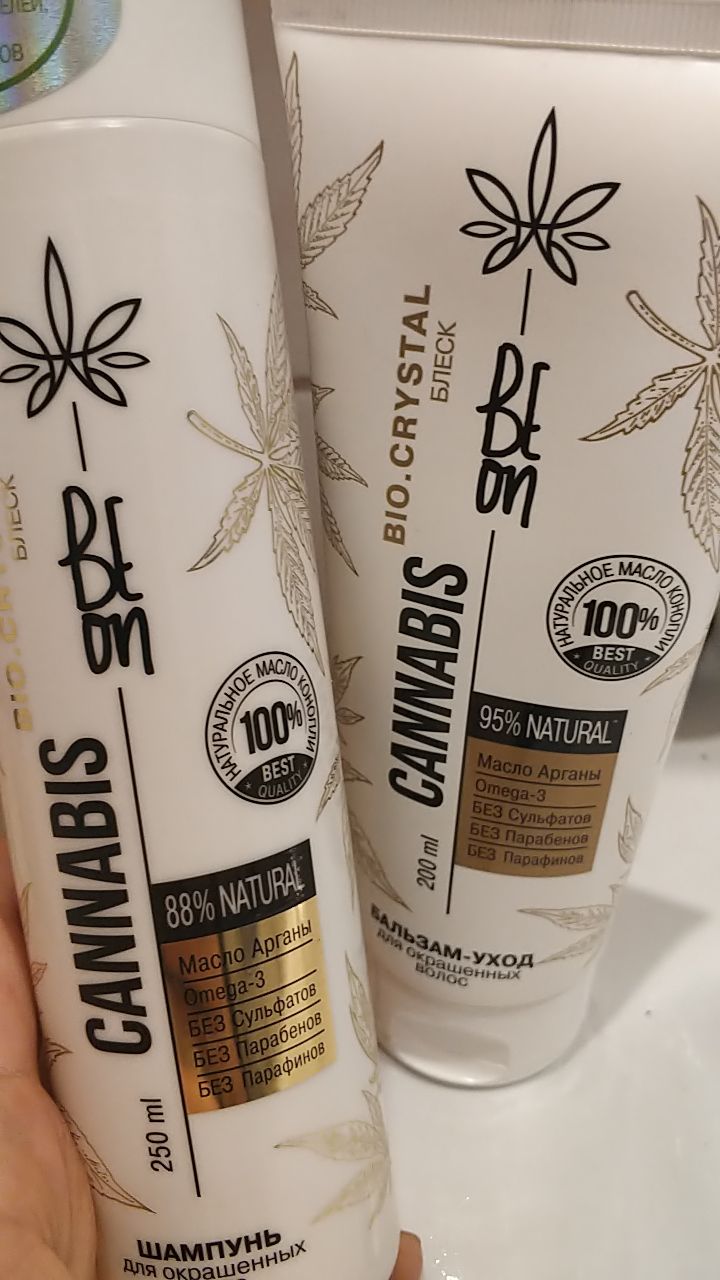 ОВ
BE
ON
БЛЕСК
CANNABIS
НАТУРАЛЬНОЕ МАСЛО КОНОПЛИ
100%
BEST
QUALITY
88% NATURAL
Масло Арганы
Omega-3
БЕЗ Сульфатов
БЕЗ Парабенов
БЕЗ Парафинов
250 ml
ШАМПУНЬ
для окрашенных
BIO.CRYSTAL
БЛЕСК
BE
ON
CANNABIS
НАТУРАЛЬНОЕ МАСЛО КОНОПЛИ
100%
BEST
QUALITY
95% NATURAL
Масло Арганы
Omega-3
БЕЗ Сульфатов
БЕЗ Парабенов
БЕЗ Парафинов
200 ml
БАЛЬЗАМ-УХОД
для окрашенных
волос